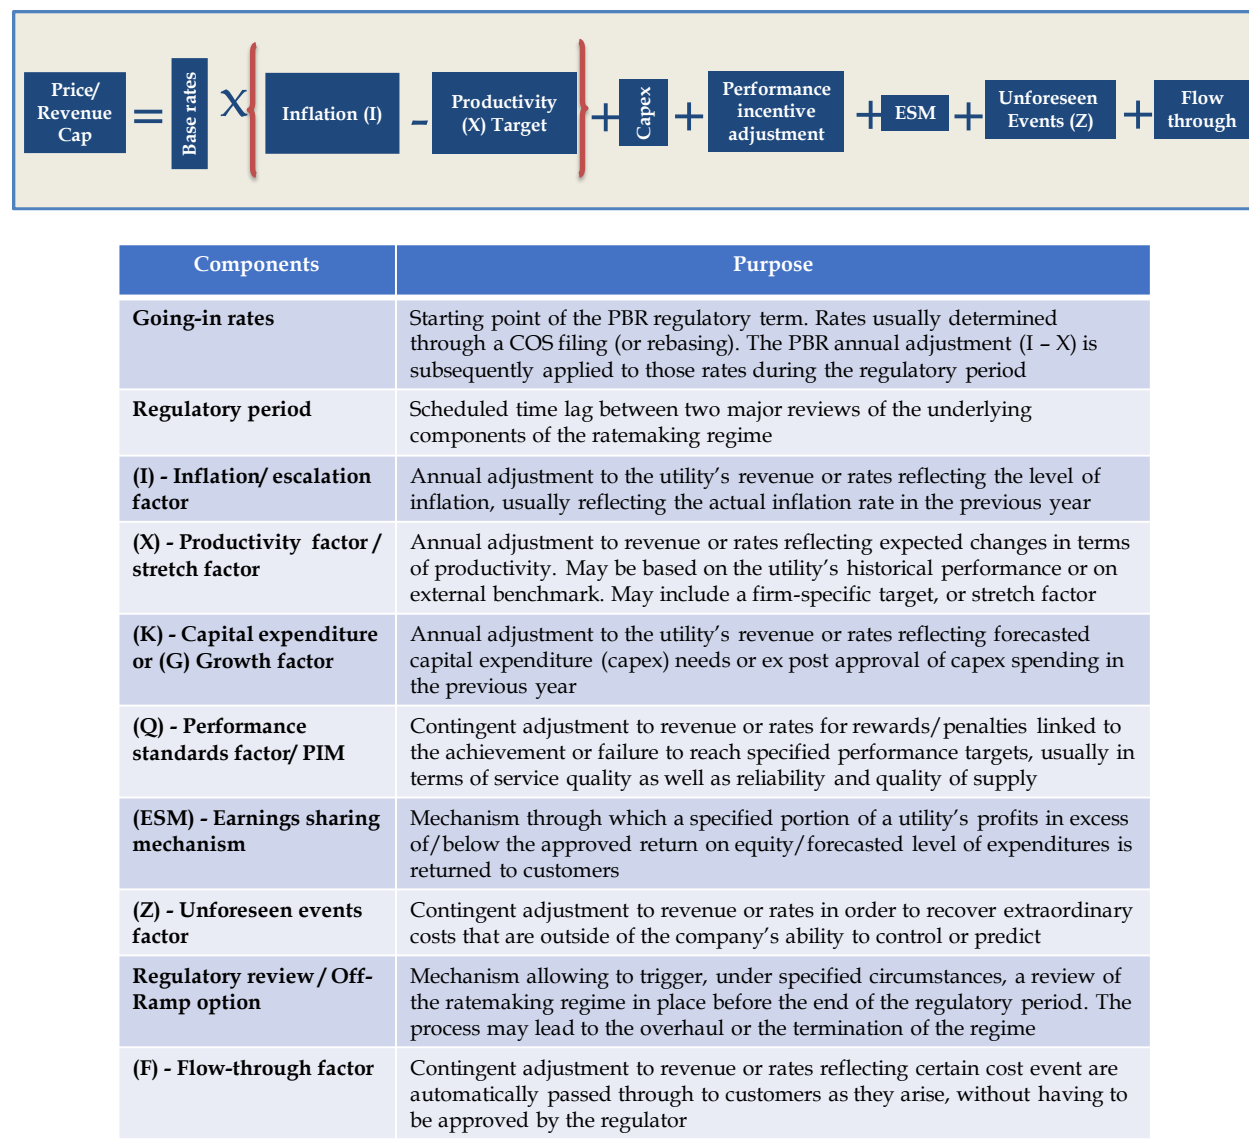 Price/
Revenue
Cap
=
Base rates
X
{
Inflation (I)
-
Productivity
(X) Target
}
+
Capex
+
Performance
incentive
adjustment
+
ESM
+
Unforeseen
Events (Z)
+
Flow
through
Components
Purpose
Going-in rates
Starting point of the PBR regulatory term. Rates usually determined
through a COS filing (or rebasing). The PBR annual adjustment (I – X) is
subsequently applied to those rates during the regulatory period
Regulatory period
Scheduled time lag between two major reviews of the underlying
components of the ratemaking regime
(I) - Inflation/ escalation
factor
Annual adjustment to the utility’s revenue or rates reflecting the level of
inflation, usually reflecting the actual inflation rate in the previous year
(X) - Productivity factor /
stretch factor
Annual adjustment to revenue or rates reflecting expected changes in terms
of productivity. May be based on the utility’s historical performance or on
external benchmark. May include a firm-specific target, or stretch factor
(K) - Capital expenditure
or (G) Growth factor
Annual adjustment to the utility’s revenue or rates reflecting forecasted
capital expenditure (capex) needs or ex post approval of capex spending in
the previous year
(Q) - Performance
standards factor/ PIM
Contingent adjustment to revenue or rates for rewards/penalties linked to
the achievement or failure to reach specified performance targets, usually in
terms of service quality as well as reliability and quality of supply
(ESM) - Earnings sharing
mechanism
Mechanism through which a specified portion of a utility’s profits in excess
of/below the approved return on equity/forecasted level of expenditures is
returned to customers
(Z) - Unforeseen events
factor
Contingent adjustment to revenue or rates in order to recover extraordinary
costs that are outside of the company’s ability to control or predict
Regulatory review / Off-
Ramp option
Mechanism allowing to trigger, under specified circumstances, a review of
the ratemaking regime in place before the end of the regulatory period. The
process may lead to the overhaul or the termination of the regime
(F) - Flow-through factor
Contingent adjustment to revenue or rates reflecting certain cost event are
automatically passed through to customers as they arise, without having to
be approved by the regulator